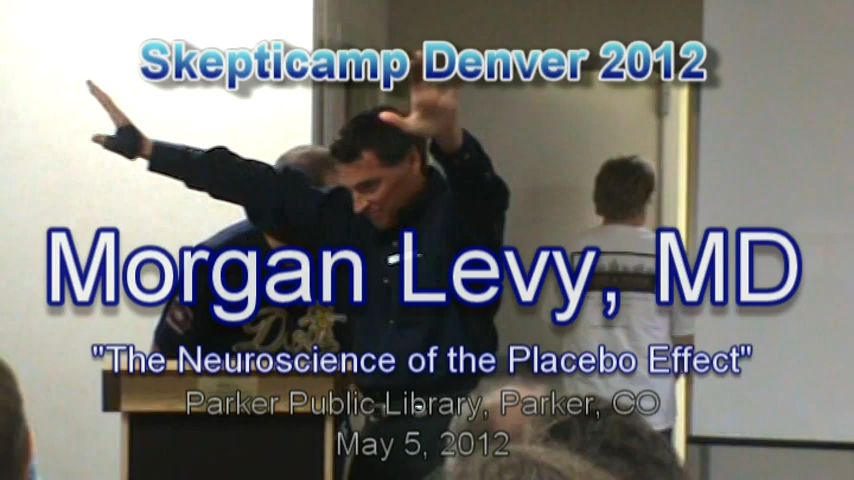 Skepticamp Denver 2012
Morgan Levy, MD
"The Neuroscience of the Placebo Effect"
Parker Public Library, Parker, CO
May 5, 2012